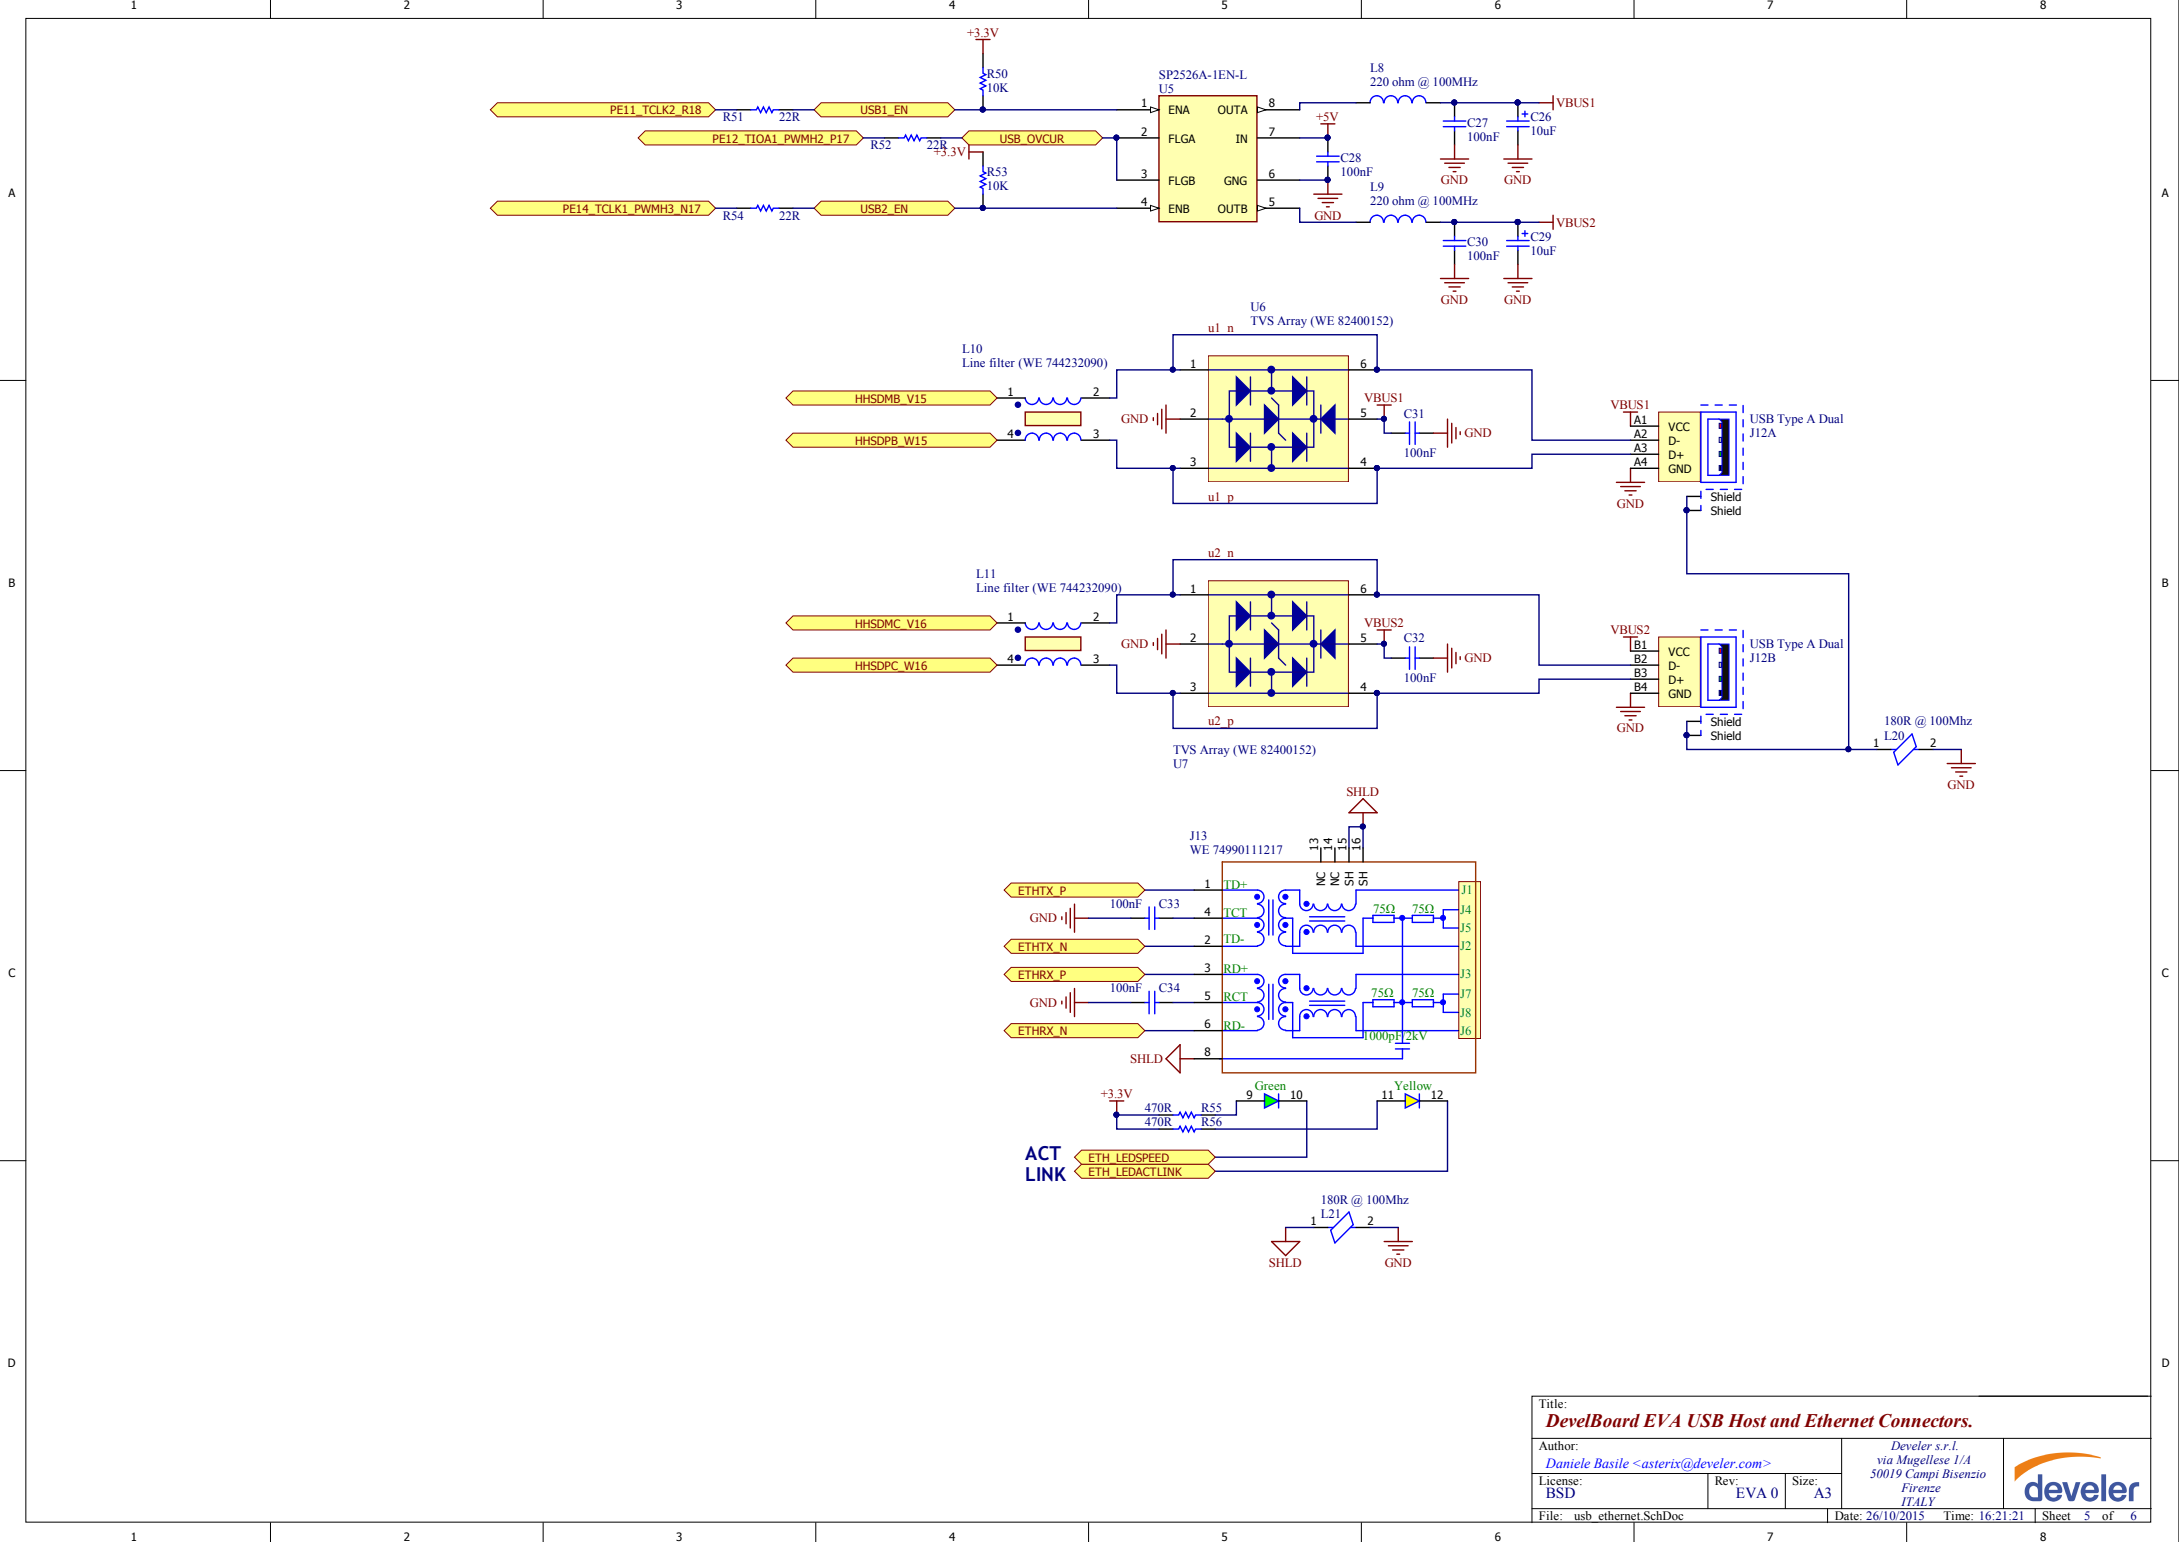 1 2 3 4 5 6 7 8
A A
B B
C C
D D
+3.3V
R50
10K
PE11_TCLK2_R18
R51 22R
USB1_EN
PE12_TIOA1_PWMH2_P17
R52 22R
USB_OVCUR
+3.3V
R53
10K
PE14_TCLK1_PWMH3_N17
R54 22R
USB2_EN
SP2526A-1EN-L
U5
1 ENA OUTA 8
2 FLGA IN 7
3 FLGB GNG 6
4 ENB OUTB 5
+5V
C28
100nF
GND
L8
220 ohm @ 100MHz
VBUS1
C27
100nF
C26
10uF
+
GND GND
L9
220 ohm @ 100MHz
VBUS2
C30
100nF
C29
10uF
+
GND GND
U6
TVS Array (WE 82400152)
u1_n
L10
Line filter (WE 744232090)
HHSDMB_V15
HHSDPB_W15
1 2
4 3
1 6
GND 2 5
3 4
u1_p
VBUS1
C31
100nF
GND
VBUS1
A1 VCC
A2 D-
A3 D+
A4 GND
GND
USB Type A Dual
J12A
Shield
Shield
u2_n
L11
Line filter (WE 744232090)
HHSDMC_V16
HHSDPC_W16
1 2
4 3
1 6
GND 2 5
3 4
u2_p
TVS Array (WE 82400152)
U7
VBUS2
C32
100nF
GND
VBUS2
B1 VCC
B2 D-
B3 D+
B4 GND
GND
USB Type A Dual
J12B
Shield
Shield
180R @ 100Mhz
L20
1 2
GND
SHLD
J13
WE 74990111217
13 14 15 16
NC NC SH SH
ETHTX_P
1 TD+
100nF C33
GND 4 TCT
ETHTX_N
2 TD-
ETHRX_P
3 RD+
100nF C34
GND 5 RCT
ETHRX_N
6 RD-
SHLD 8
75Ω 75Ω
75Ω 75Ω
1000pF/2kV
J1
J4
J5
J2
J3
J7
J8
J6
+3.3V
470R R55
470R R56
Green
9 10
Yellow
11 12
ACT
LINK
ETH_LEDSPEED
ETH_LEDACTLINK
180R @ 100Mhz
L21
1 2
SHLD GND
Title:
DevelBoard EVA USB Host and Ethernet Connectors.
Author:
Daniele Basile <asterix@develer.com>
License:
BSD
Rev:
EVA 0
Size:
A3
Develer s.r.l.
via Mugellese 1/A
50019 Campi Bisenzio
Firenze
ITALY
develer
File: usb_ethernet.SchDoc
Date: 26/10/2015 Time: 16:21:21 Sheet 5 of 6
1 2 3 4 5 6 7 8